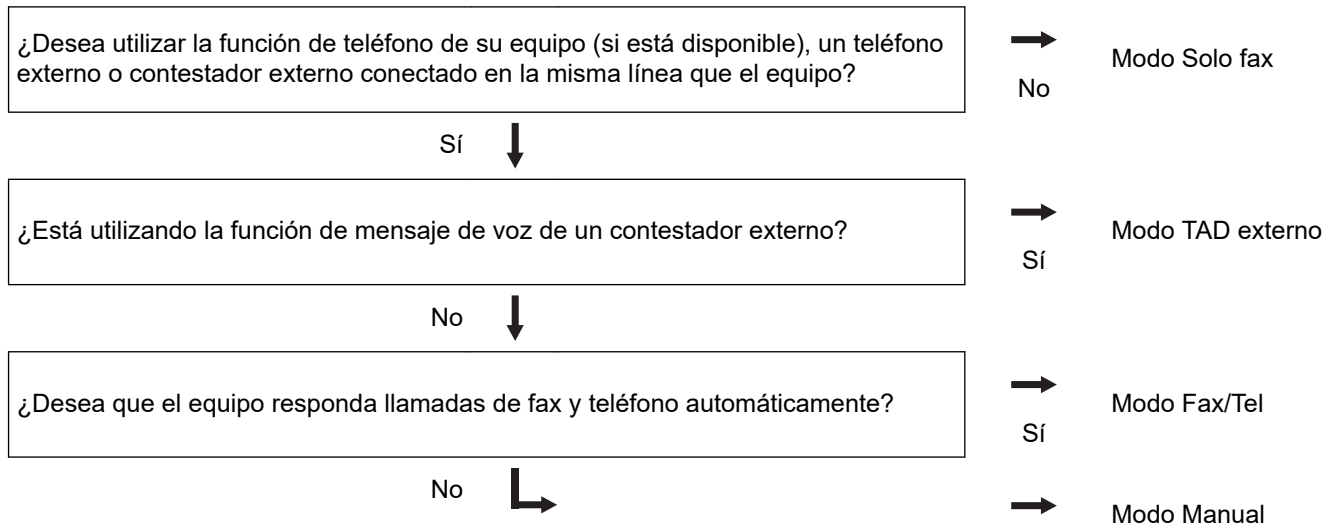 ¿Desea utilizar la función de teléfono de su equipo (si está disponible), un teléfono
externo o contestador externo conectado en la misma línea que el equipo?
No
Modo Solo fax
Sí
¿Está utilizando la función de mensaje de voz de un contestador externo?
Sí
Modo TAD externo
No
¿Desea que el equipo responda llamadas de fax y teléfono automáticamente?
Sí
Modo Fax/Tel
No
Modo Manual